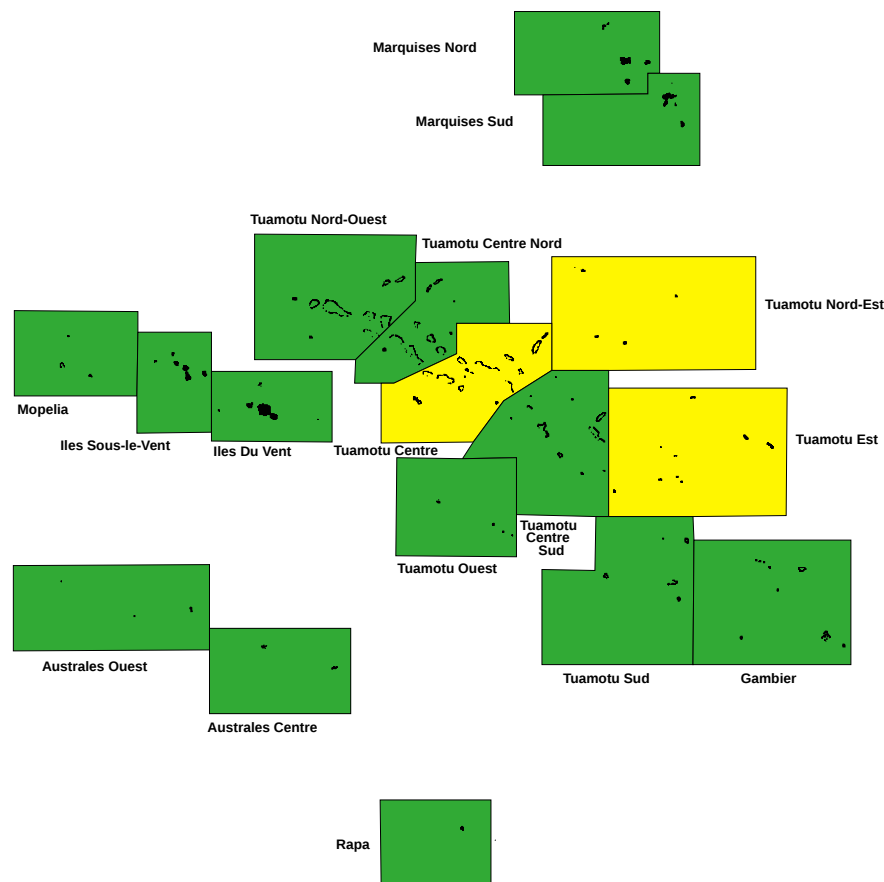 Marquises Nord
Marquises Sud
Tuamotu Nord-Ouest
Tuamotu Centre Nord
Tuamotu Nord-Est
Mopelia
Iles Sous-le-Vent
Iles Du Vent
Tuamotu Centre
Tuamotu Est
Tuamotu
Centre
Sud
Tuamotu Ouest
Australes Ouest
Tuamotu Sud
Gambier
Australes Centre
Rapa